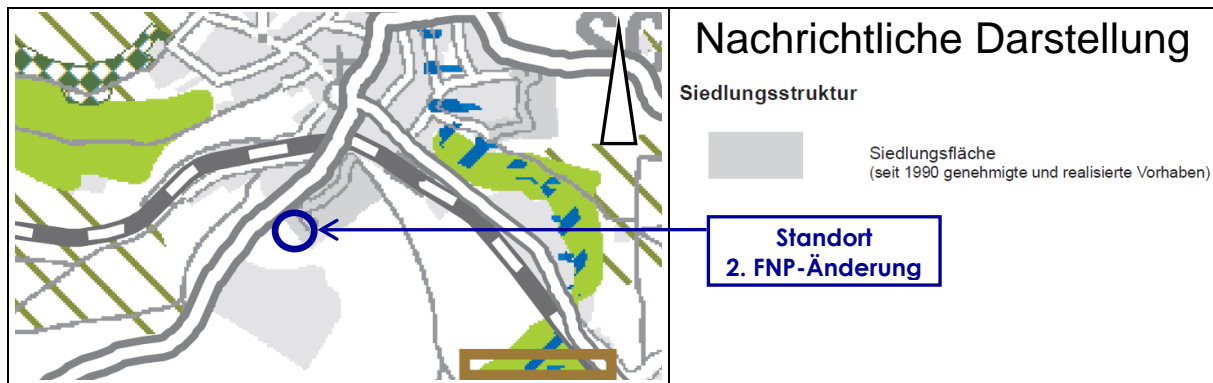 Nachrichtliche Darstellung
Siedlungsstruktur
Siedlungsfläche
(seit 1990 genehmigte und realisierte Vorhaben)
Standort
2. FNP-Änderung